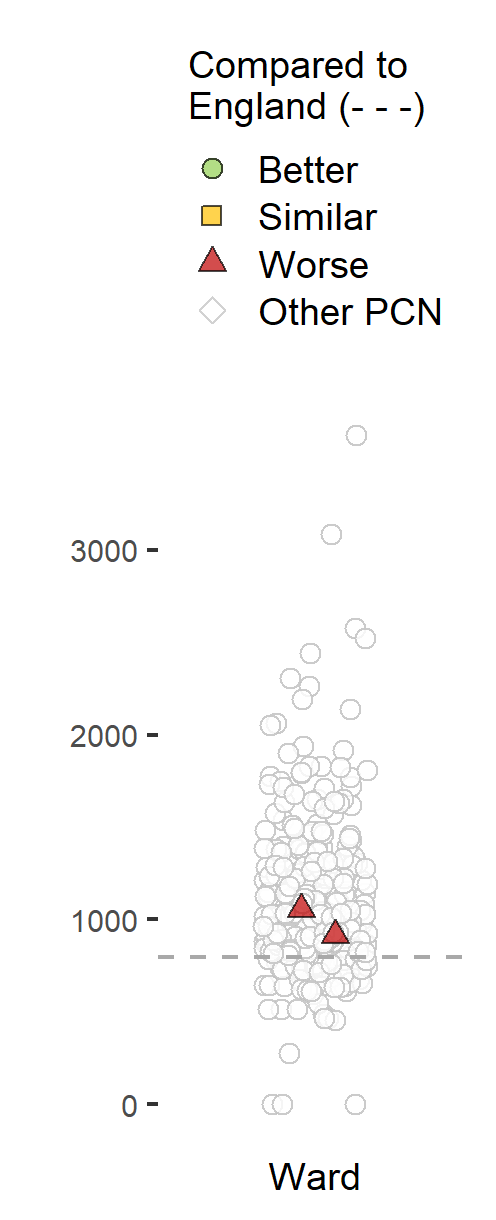 Compared to
England (- - -)
Better
Similar
Worse
Other PCN
3000
2000
1000
0
Ward